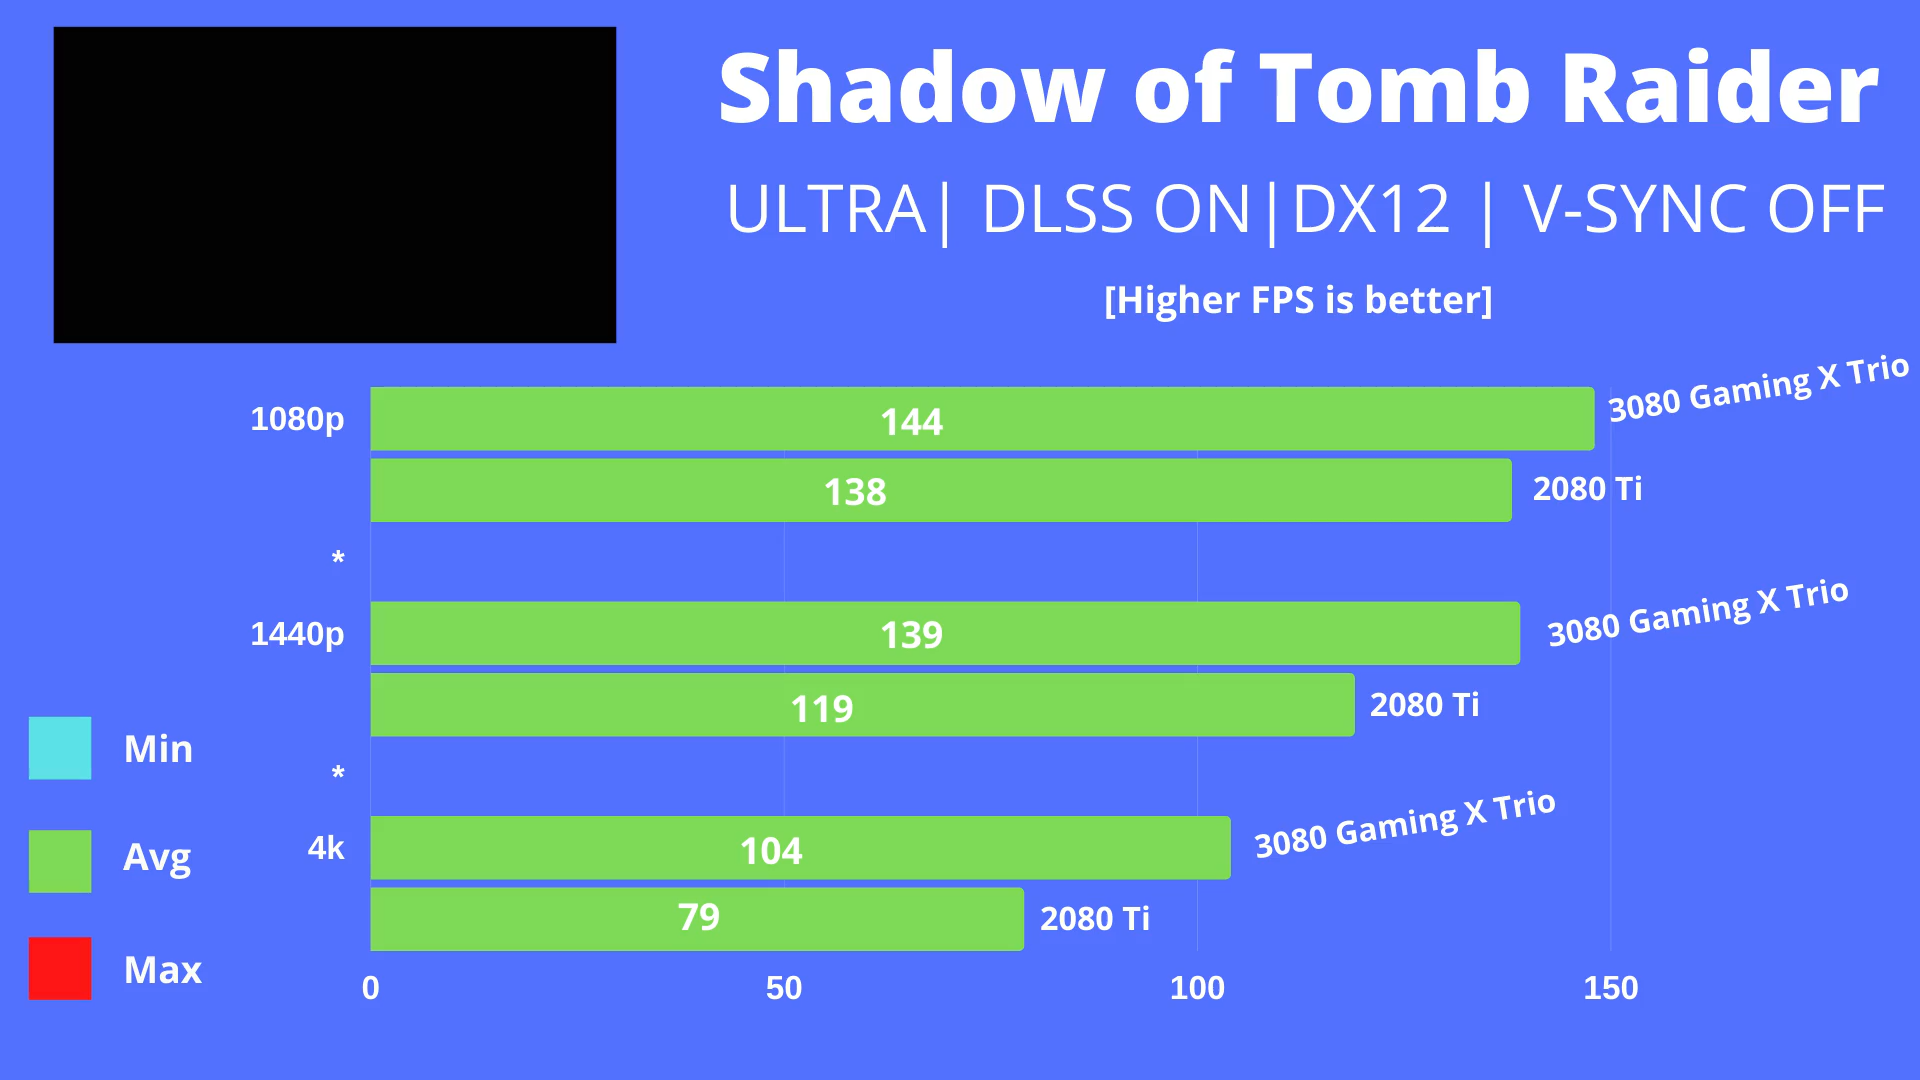 Shadow of Tomb Raider
ULTRA| DLSS ON|DX12 | V-SYNC OFF
[Higher FPS is better]
1080p
144
3080 Gaming X Trio
138
2080 Ti
*
1440p
139
3080 Gaming X Trio
119
2080 Ti
*
4k
104
3080 Gaming X Trio
79
2080 Ti
0 50 100 150
Min
Avg
Max